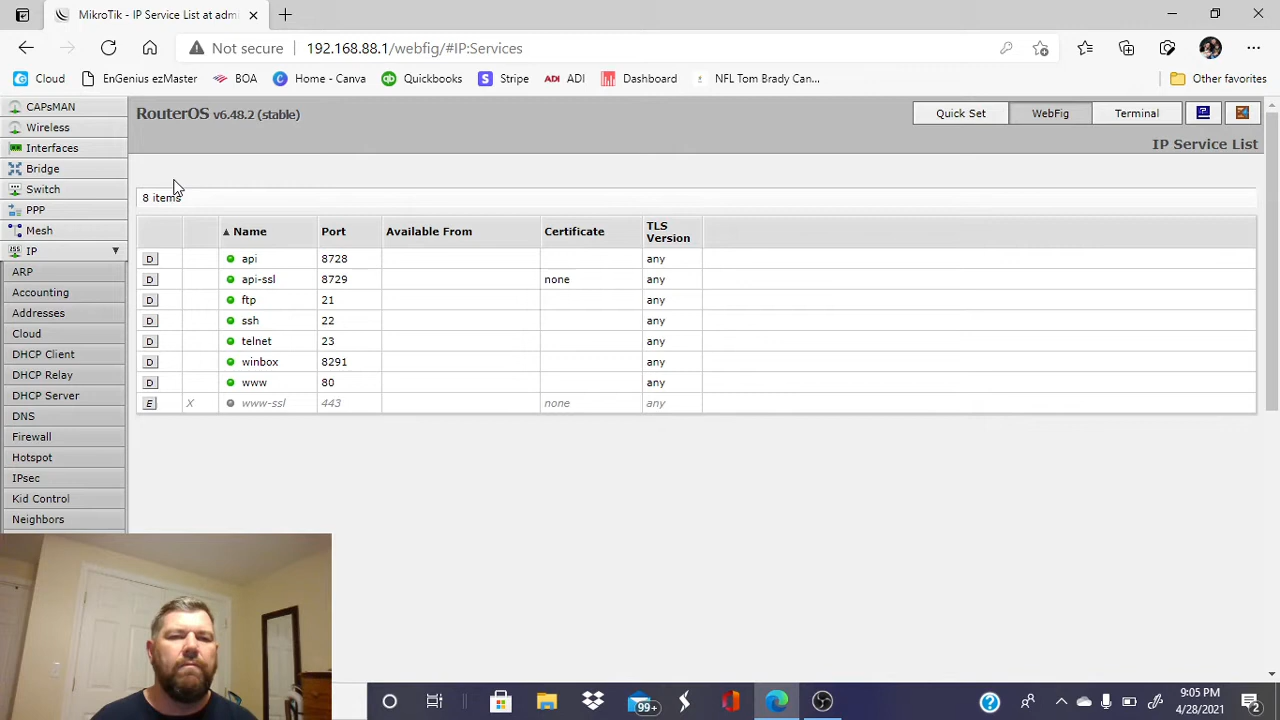 MikroTik - IP Service List at admi
Not secure
192.168.88.1/webfig/#IP:Services
Cloud
EnGenius ezMaster
BOA
Home - Canva
Quickbooks
S Stripe
ADI ADI
Dashboard
NFL Tom Brady Can...
Other favorites
CAPsMAN
Wireless
Interfaces
Bridge
Switch
PPP
Mesh
IP
ARP
Accounting
Addresses
Cloud
DHCP Client
DHCP Relay
DHCP Server
DNS
Firewall
Hotspot
IPsec
Kid Control
Neighbors
RouterOS v6.48.2 (stable)
Quick Set
WebFig
Terminal
IP Service List
8 items
Name Port Available From Certificate TLS Version
D api 8728 any
D api-ssl 8729 none any
D ftp 21 any
D ssh 22 any
D telnet 23 any
D winbox 8291 any
D www 80 any
E X www-ssl 443 none any
99+
9:05 PM
4/28/2021
2